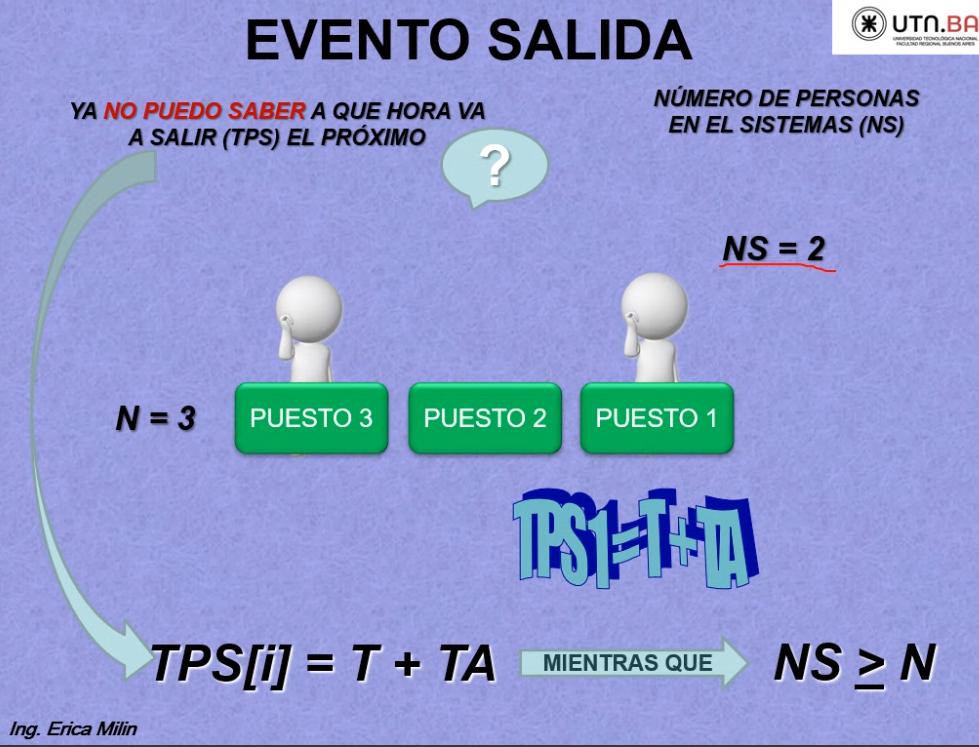 EVENTO SALIDA
UTN.BA
UNIVERSIDAD TECNOLÓGICA NACIONAL
FACULTAD REGIONAL BUENOS AIRES
YA NO PUEDO SABER A QUE HORA VA
A SALIR (TPS) EL PRÓXIMO
NÚMERO DE PERSONAS
EN EL SISTEMAS (NS)
?
NS = 2
N = 3
PUESTO 3
PUESTO 2
PUESTO 1
TPS1=T+TA
TPS[i] = T + TA
MIENTRAS QUE
NS ≥ N
Ing. Erica Milin